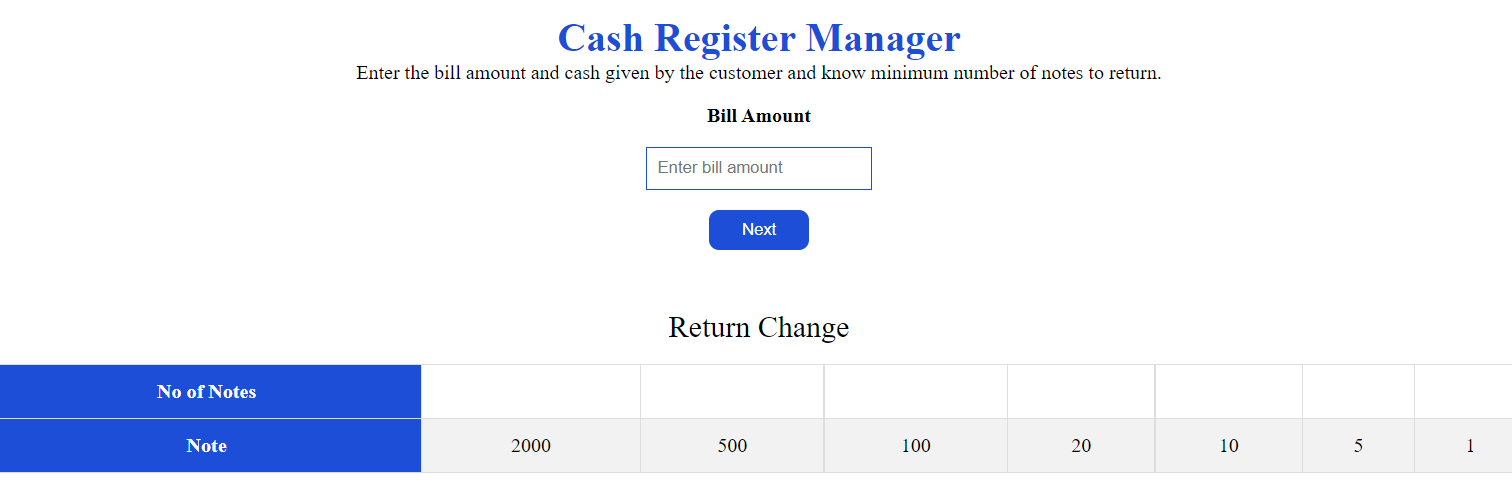 Cash Register Manager
Enter the bill amount and cash given by the customer and know minimum number of notes to return.
Bill Amount
Enter bill amount
Next
Return Change
No of Notes
Note 2000 500 100 20 10 5 1